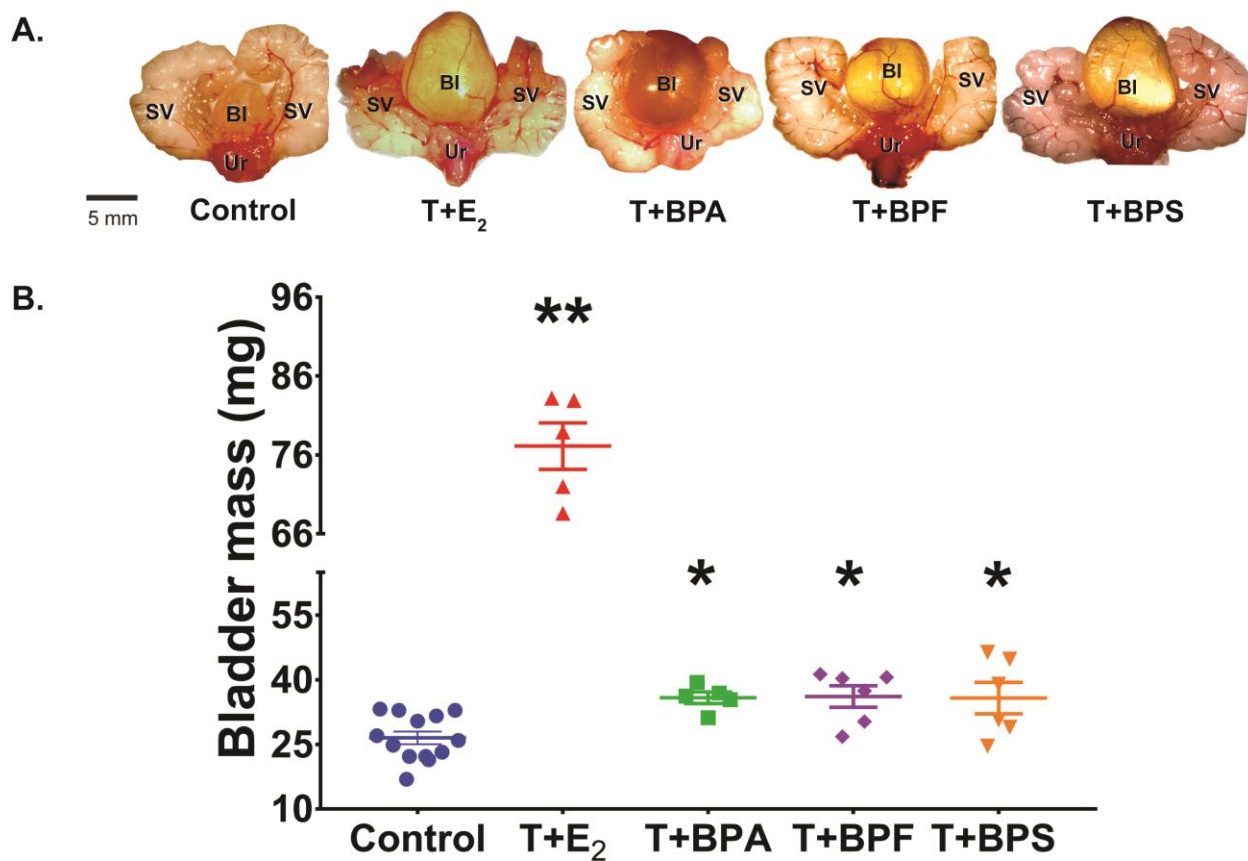 A.
SV Bl SV Ur
SV Bl SV Ur
SV Bl SV Ur
SV Bl SV Ur
SV Bl SV Ur
5 mm
Control T+E₂ T+BPA T+BPF T+BPS
B.
Bladder mass (mg)
96
86
76
66
55
40
25
10
**
* * *
Control T+E₂ T+BPA T+BPF T+BPS